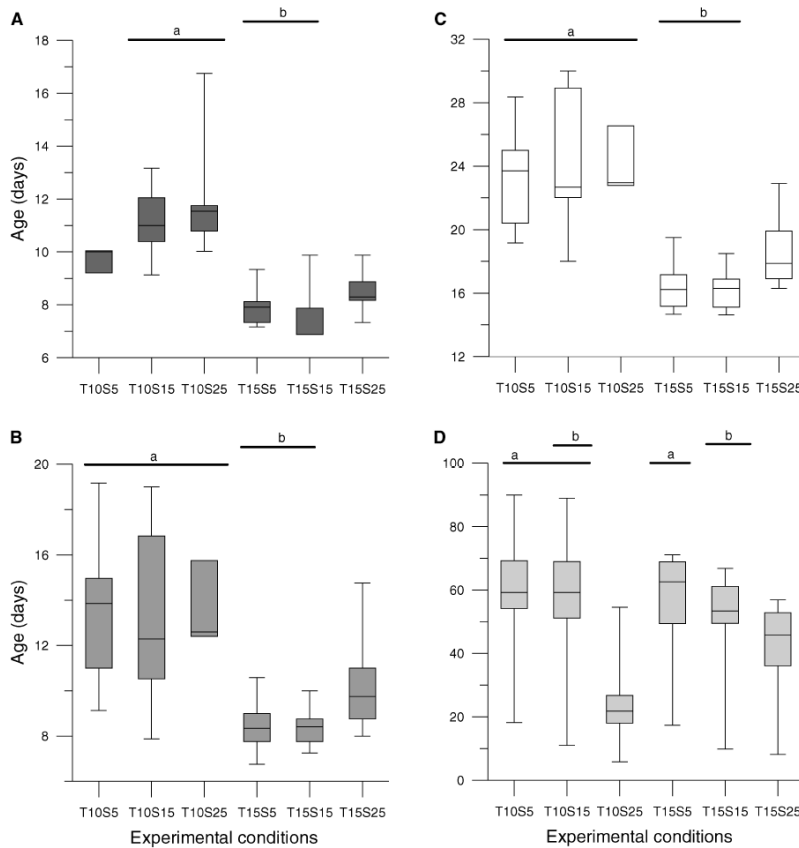 A
a
b
18
16
14
12
10
8
6
Age (days)
T10S5 T10S15 T10S25 T15S5 T15S15 T15S25
C
a
b
32
28
24
20
16
12
T10S5 T10S15 T10S25 T15S5 T15S15 T15S25
B
a
b
20
16
12
8
Age (days)
T10S5 T10S15 T10S25 T15S5 T15S15 T15S25
Experimental conditions
D
a
b
a
b
100
80
60
40
20
0
T10S5 T10S15 T10S25 T15S5 T15S15 T15S25
Experimental conditions